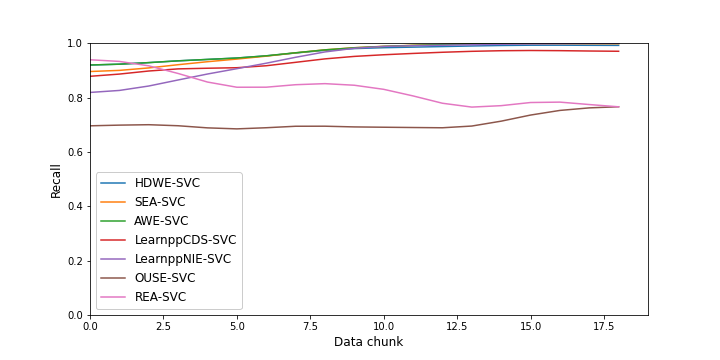 1.0
0.8
0.6
0.4
0.2
0.0
Recall
HDWE-SVC
SEA-SVC
AWE-SVC
LearnppCDS-SVC
LearnppNIE-SVC
OUSE-SVC
REA-SVC
0.0 2.5 5.0 7.5 10.0 12.5 15.0 17.5
Data chunk